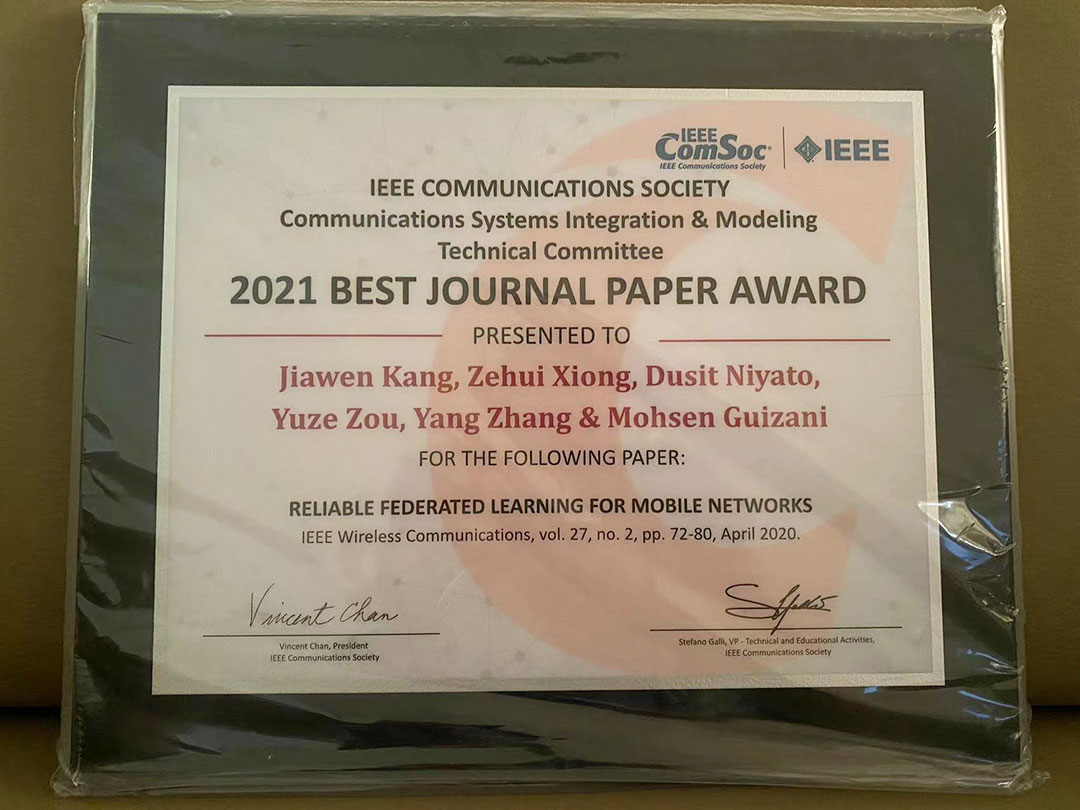 IEEE
ComSoc®
IEEE Communications Society
IEEE
IEEE COMMUNICATIONS SOCIETY
Communications Systems Integration & Modeling
Technical Committee
2021 BEST JOURNAL PAPER AWARD
PRESENTED TO
Jiawen Kang, Zehui Xiong, Dusit Niyato,
Yuze Zou, Yang Zhang & Mohsen Guizani
FOR THE FOLLOWING PAPER:
RELIABLE FEDERATED LEARNING FOR MOBILE NETWORKS
IEEE Wireless Communications, vol. 27, no. 2, pp. 72-80, April 2020.
Vincent Chan
Vincent Chan, President
IEEE Communications Society
Stefano Galli, VP - Technical and Educational Activities,
IEEE Communications Society